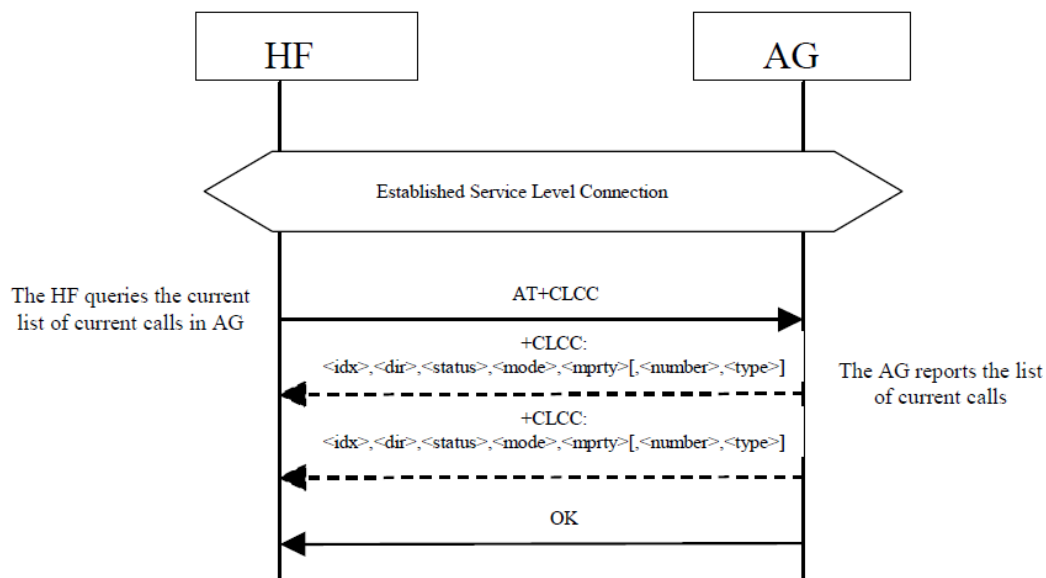 HF
AG
Established Service Level Connection
The HF queries the current
list of current calls in AG
AT+CLCC
+CLCC:
<idx>,<dir>,<status>,<mode>,<mprty>[,<number>,<type>]
The AG reports the list
of current calls
+CLCC:
<idx>,<dir>,<status>,<mode>,<mprty>[,<number>,<type>]
OK